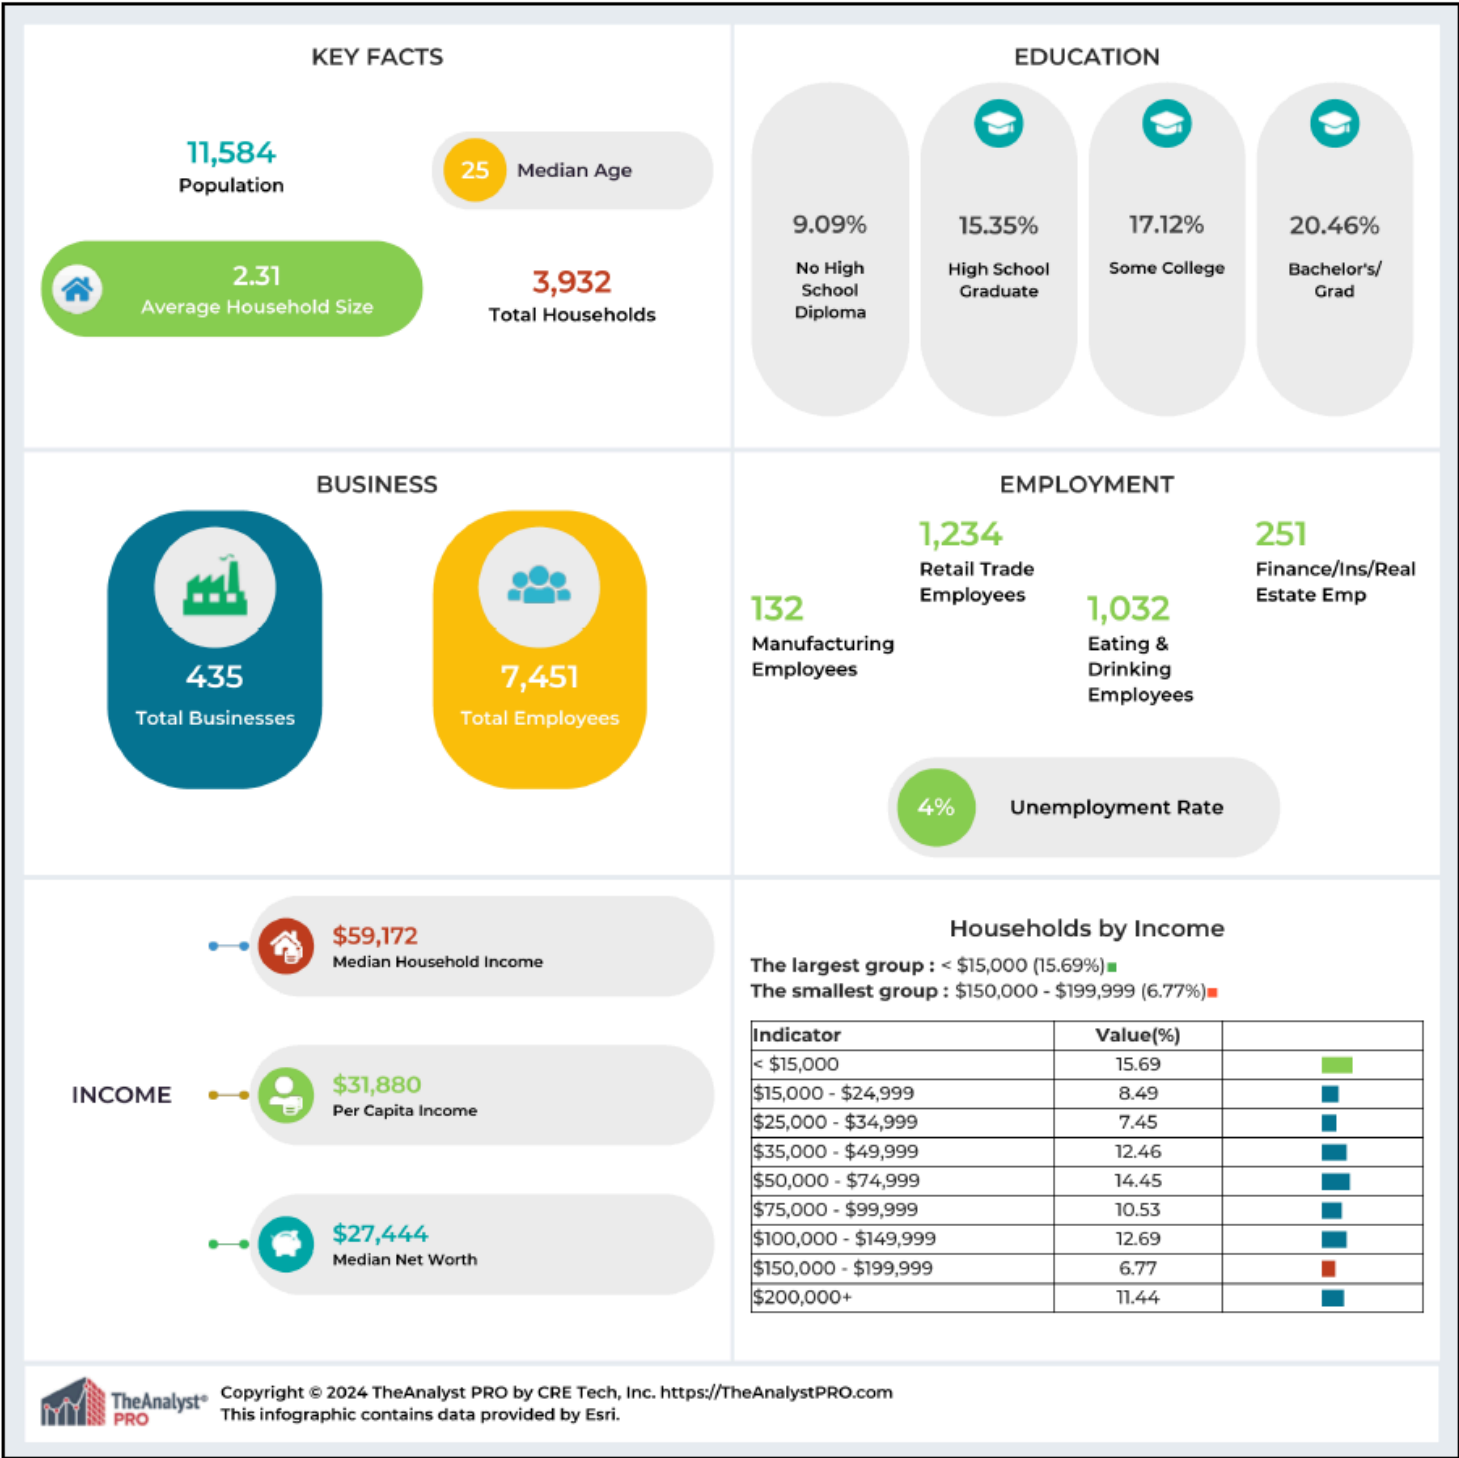 KEY FACTS
11,584
Population
25 Median Age
2.31
Average Household Size
3,932
Total Households
EDUCATION
9.09%
No High
School
Diploma
15.35%
High School
Graduate
17.12%
Some College
20.46%
Bachelor's/
Grad
BUSINESS
435
Total Businesses
7,451
Total Employees
EMPLOYMENT
132
Manufacturing
Employees
1,234
Retail Trade
Employees
1,032
Eating &
Drinking
Employees
251
Finance/Ins/Real
Estate Emp
4% Unemployment Rate
INCOME
$59,172
Median Household Income
$31,880
Per Capita Income
$27,444
Median Net Worth
Households by Income
The largest group : < $15,000 (15.69%)
The smallest group : $150,000 - $199,999 (6.77%)
Indicator Value(%)
< $15,000 15.69
$15,000 - $24,999 8.49
$25,000 - $34,999 7.45
$35,000 - $49,999 12.46
$50,000 - $74,999 14.45
$75,000 - $99,999 10.53
$100,000 - $149,999 12.69
$150,000 - $199,999 6.77
$200,000+ 11.44
TheAnalyst®
PRO
Copyright © 2024 TheAnalyst PRO by CRE Tech, Inc. https://TheAnalystPRO.com
This infographic contains data provided by Esri.